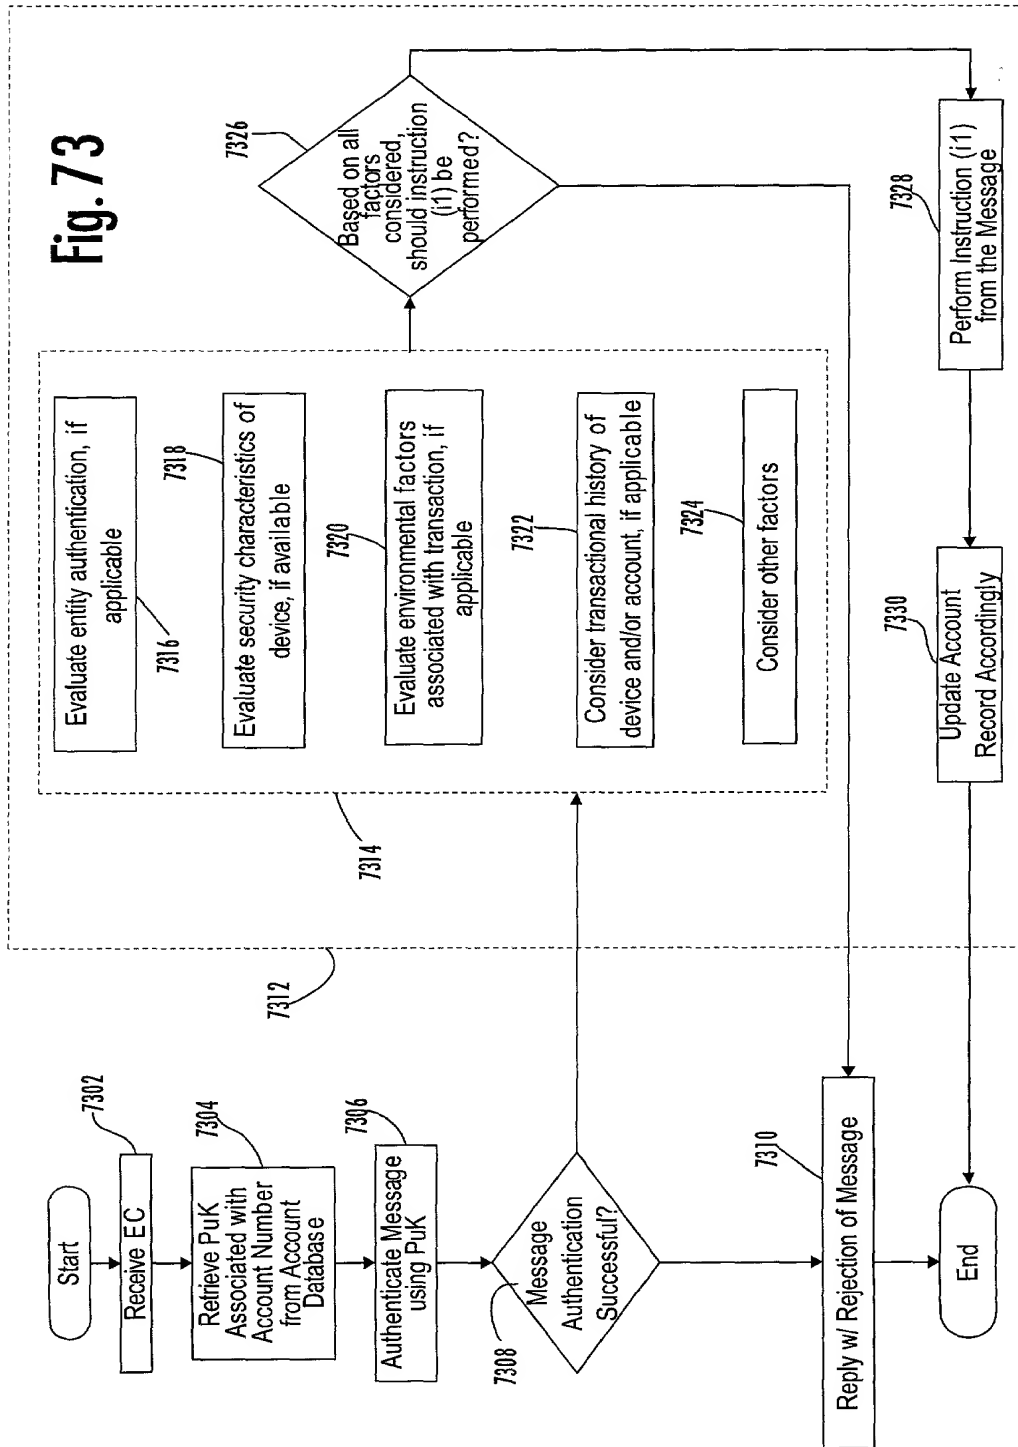 Fig. 73
Start
Receive EC
7302
Retrieve PuK
Associated with
Account Number
from Account
Database
7304
Authenticate Message
using PuK
7306
Message
Authentication
Successful?
7308
Reply w/ Rejection of Message
7310
End
7312
7314
Evaluate entity authentication, if
applicable
7316
Evaluate security characteristics of
device, if available
7318
Evaluate environmental factors
associated with transaction, if
applicable
7320
Consider transactional history of
device and/or account, if applicable
7322
Consider other factors
7324
Based on all
factors
considered,
should instruction
(i1) be
performed?
7326
Perform Instruction (i1)
from the Message
7328
Update Account
Record Accordingly
7330